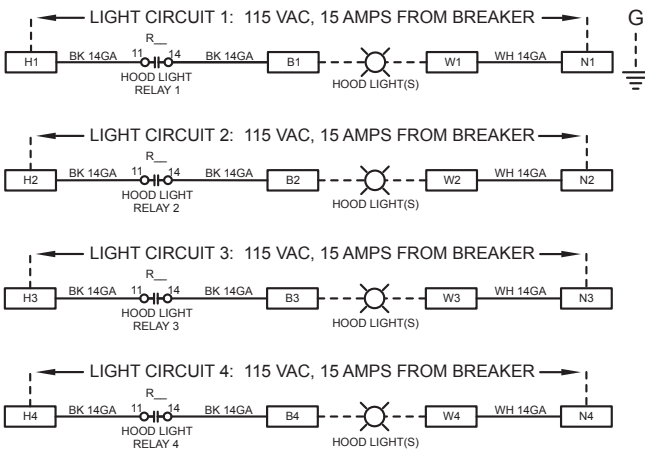 LIGHT CIRCUIT 1: 115 VAC, 15 AMPS FROM BREAKER G
R__
H1 BK 14GA 11 14 BK 14GA B1 W1 WH 14GA N1
HOOD LIGHT HOOD LIGHT(S)
RELAY 1
LIGHT CIRCUIT 2: 115 VAC, 15 AMPS FROM BREAKER
R__
H2 BK 14GA 11 14 BK 14GA B2 W2 WH 14GA N2
HOOD LIGHT HOOD LIGHT(S)
RELAY 2
LIGHT CIRCUIT 3: 115 VAC, 15 AMPS FROM BREAKER
R__
H3 BK 14GA 11 14 BK 14GA B3 W3 WH 14GA N3
HOOD LIGHT HOOD LIGHT(S)
RELAY 3
LIGHT CIRCUIT 4: 115 VAC, 15 AMPS FROM BREAKER
R__
H4 BK 14GA 11 14 BK 14GA B4 W4 WH 14GA N4
HOOD LIGHT HOOD LIGHT(S)
RELAY 4